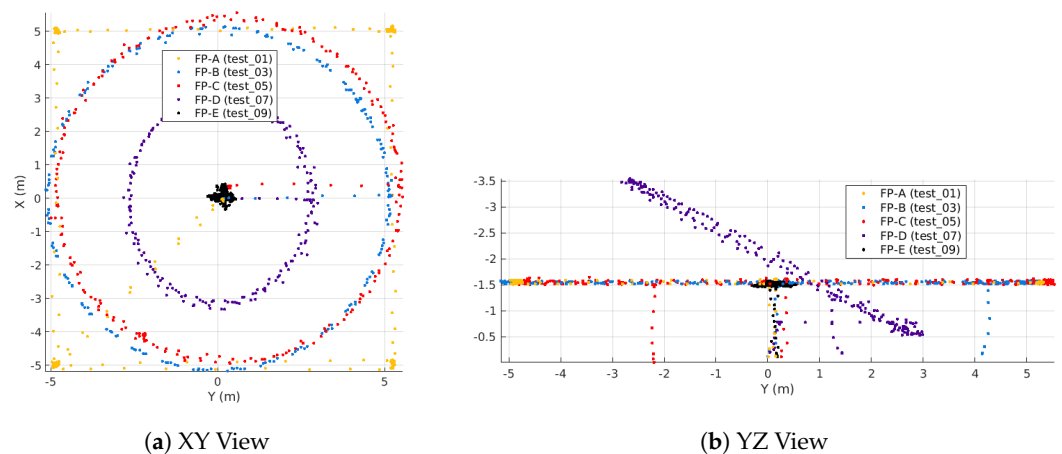 5
4
3
2
1
0
-1
-2
-3
-4
-5
X (m)
FP-A (test_01)
FP-B (test_03)
FP-C (test_05)
FP-D (test_07)
FP-E (test_09)
-5
0
5
Y (m)
(a) XY View
-3.5
-2.5
-2
-1.5
-0.5
Z (m)
FP-A (test_01)
FP-B (test_03)
FP-C (test_05)
FP-D (test_07)
FP-E (test_09)
-5 -4 -3 -2 -1 0 1 2 3 4 5
Y (m)
(b) YZ View